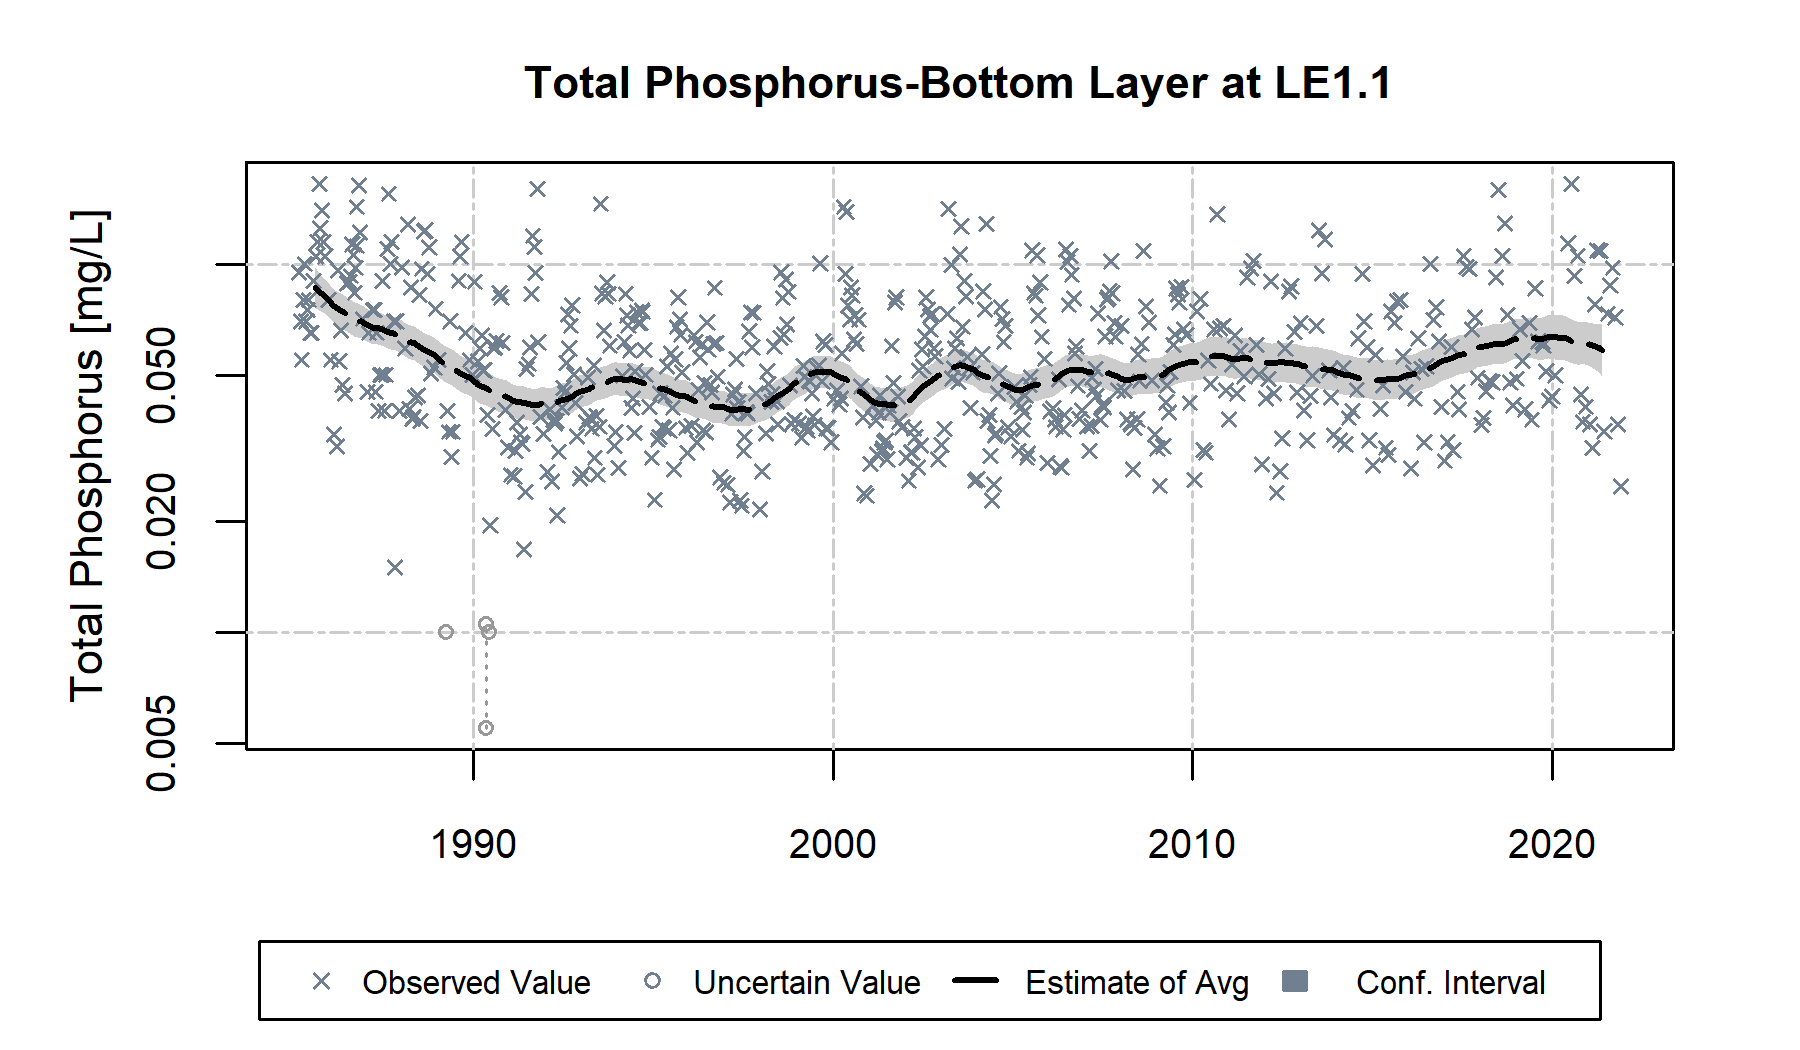 Total Phosphorus-Bottom Layer at LE1.1
Total Phosphorus [mg/L]
0.050
0.020
0.005
1990 2000 2010 2020
Observed Value Uncertain Value Estimate of Avg Conf. Interval